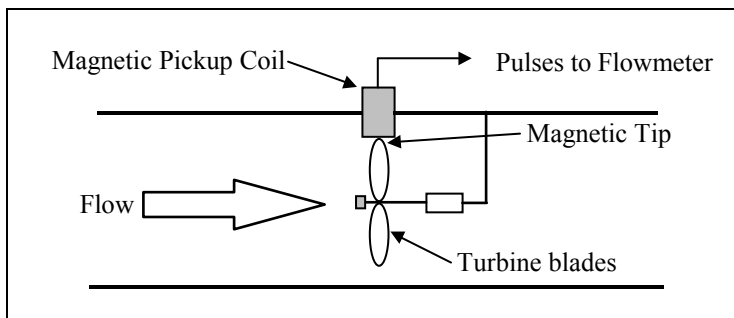 Magnetic Pickup Coil
Pulses to Flowmeter
Magnetic Tip
Flow
Turbine blades